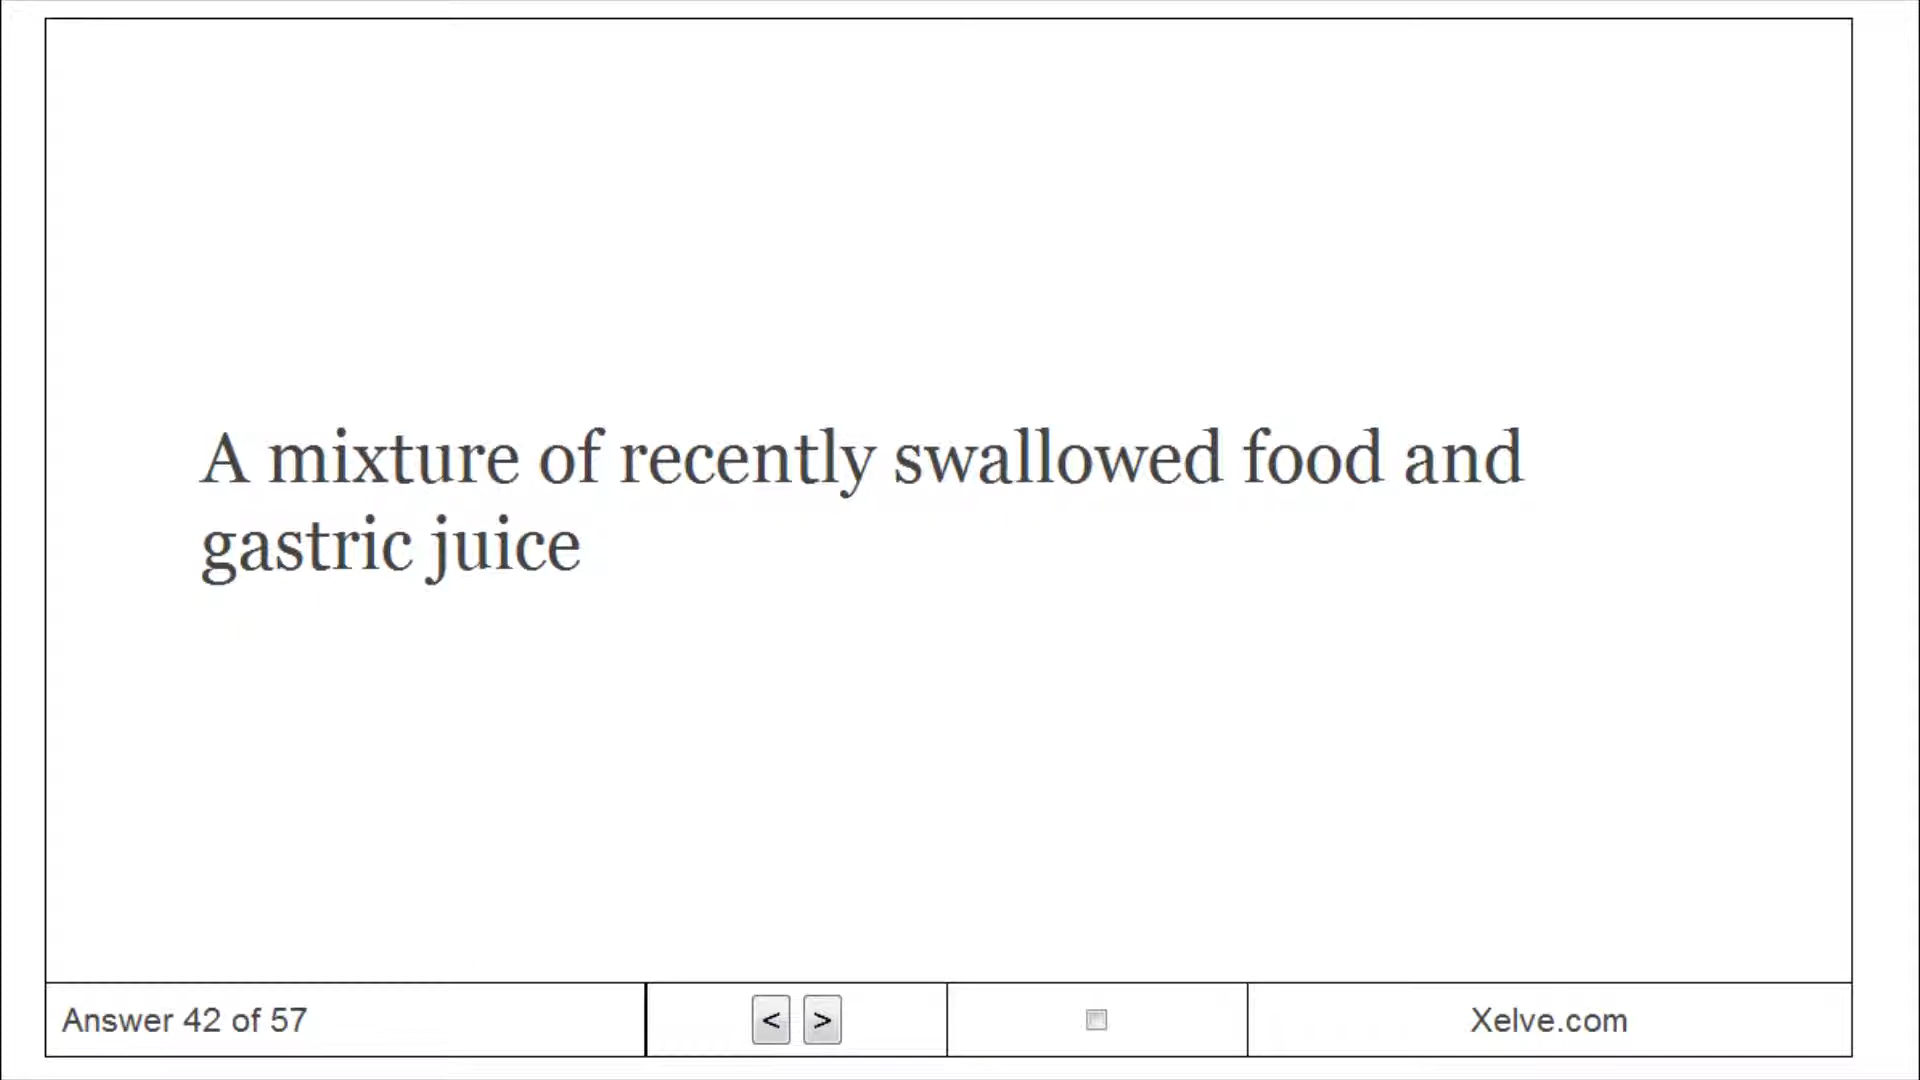 A mixture of recently swallowed food and
gastric juice
Answer 42 of 57
< >
Xelve.com